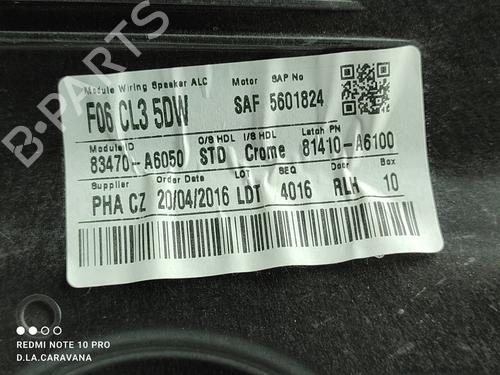 B-PARTS
Module Wiring Speaker ALC Motor SAP No
F06 CL3 5DW SAF 5601824
Module ID O/S HDL I/S HDL Latch PN
83470-A6050 STD Crome 81410-A6100
Supplier Order Date LOT SEQ Door Box
PHA CZ 20/04/2016 LDT 4016 RLH 10
REDMI NOTE 10 PRO
D.LA.CARAVANA